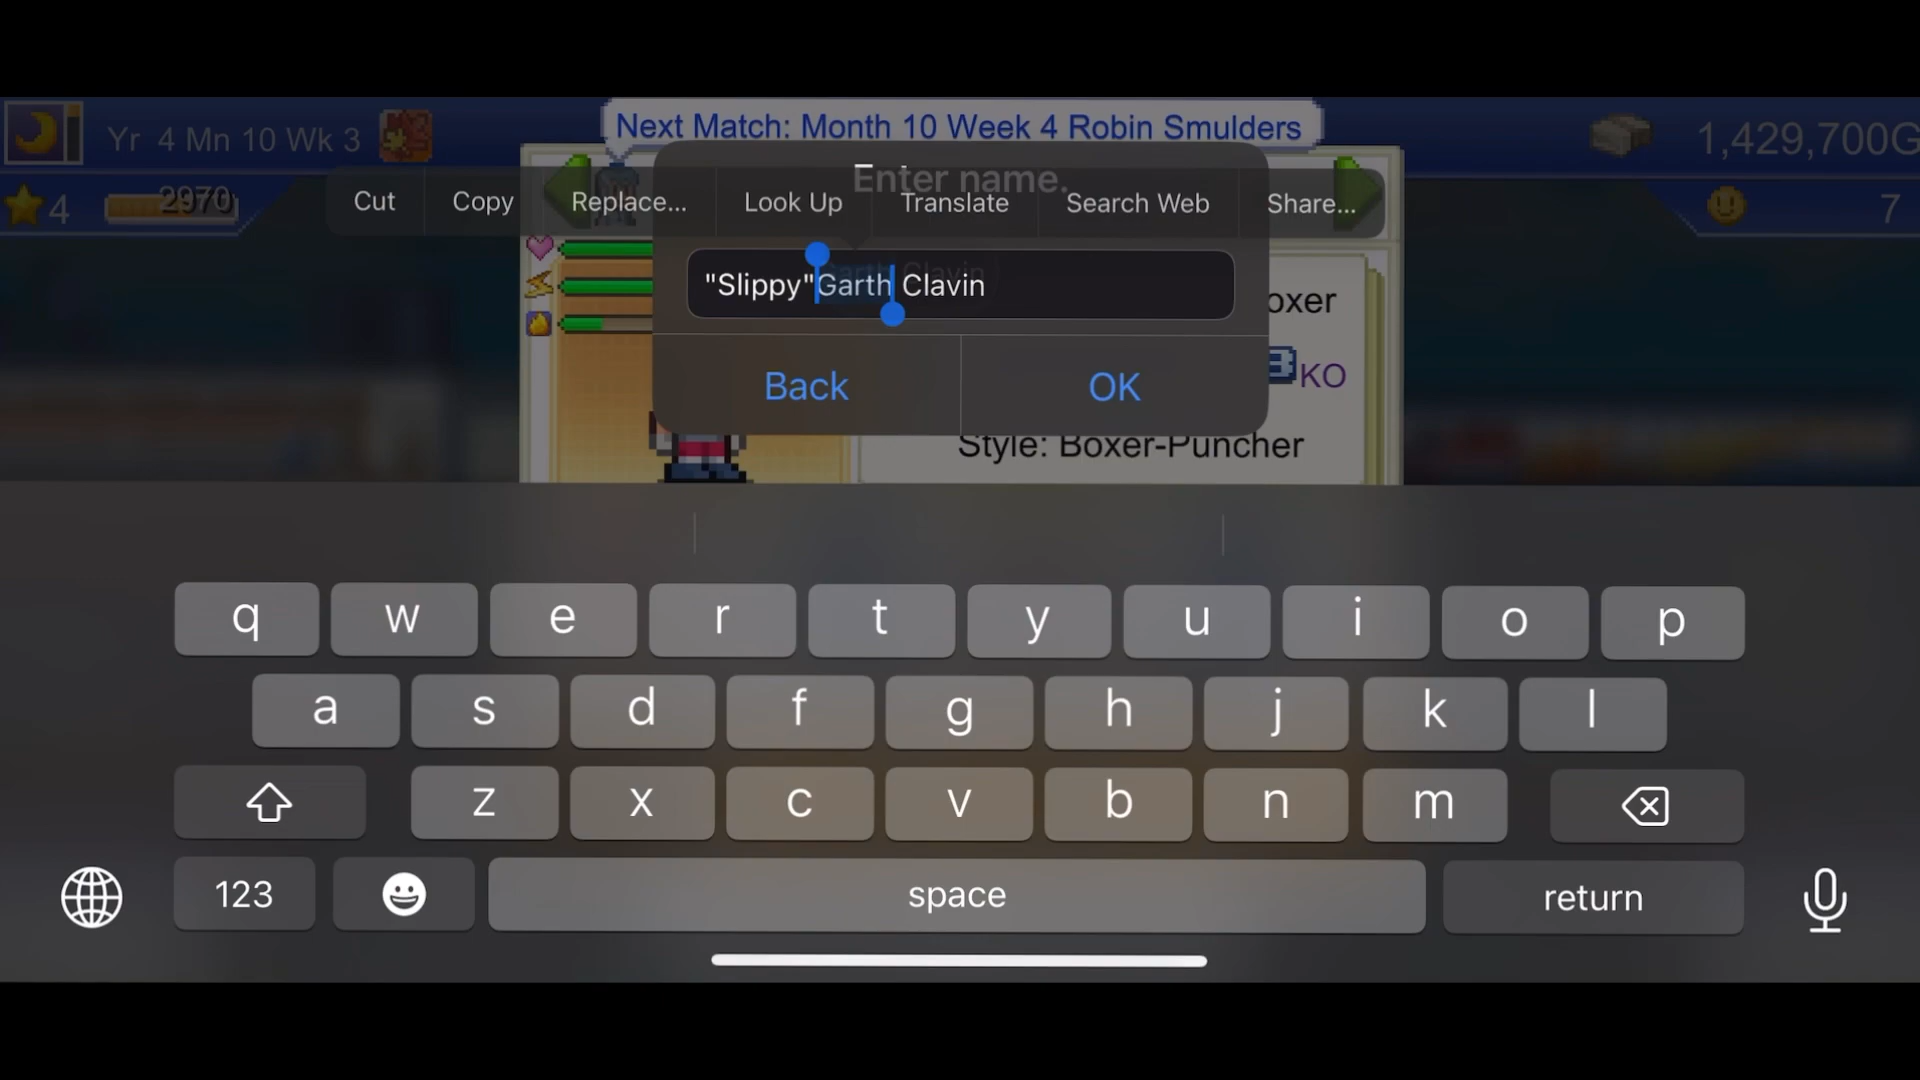 Next Match: Month 10 Week 4 Robin Smulders
Yr 4 Mn 10 Wk 3
1,429,700G
4
2970
7
Enter name.
Cut Copy Replace... Look Up Translate Search Web Share...
"Slippy"Garth Clavin
oxer
Back OK
KO
Style: Boxer-Puncher
q w e r t y u i o p
a s d f g h j k l
z x c v b n m
123 space return